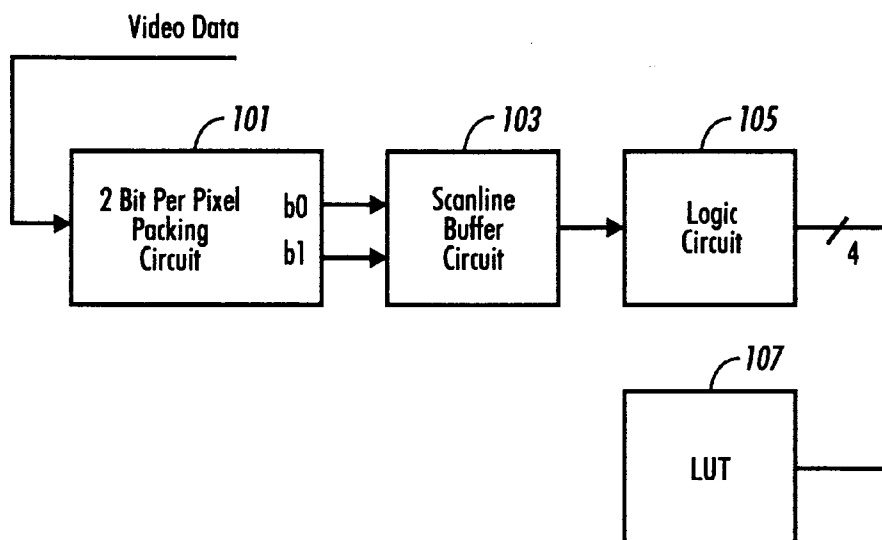 Video Data
101
103
105
2 Bit Per Pixel
Packing
Circuit
b0
b1
Scanline
Buffer
Circuit
Logic
Circuit
4
107
LUT